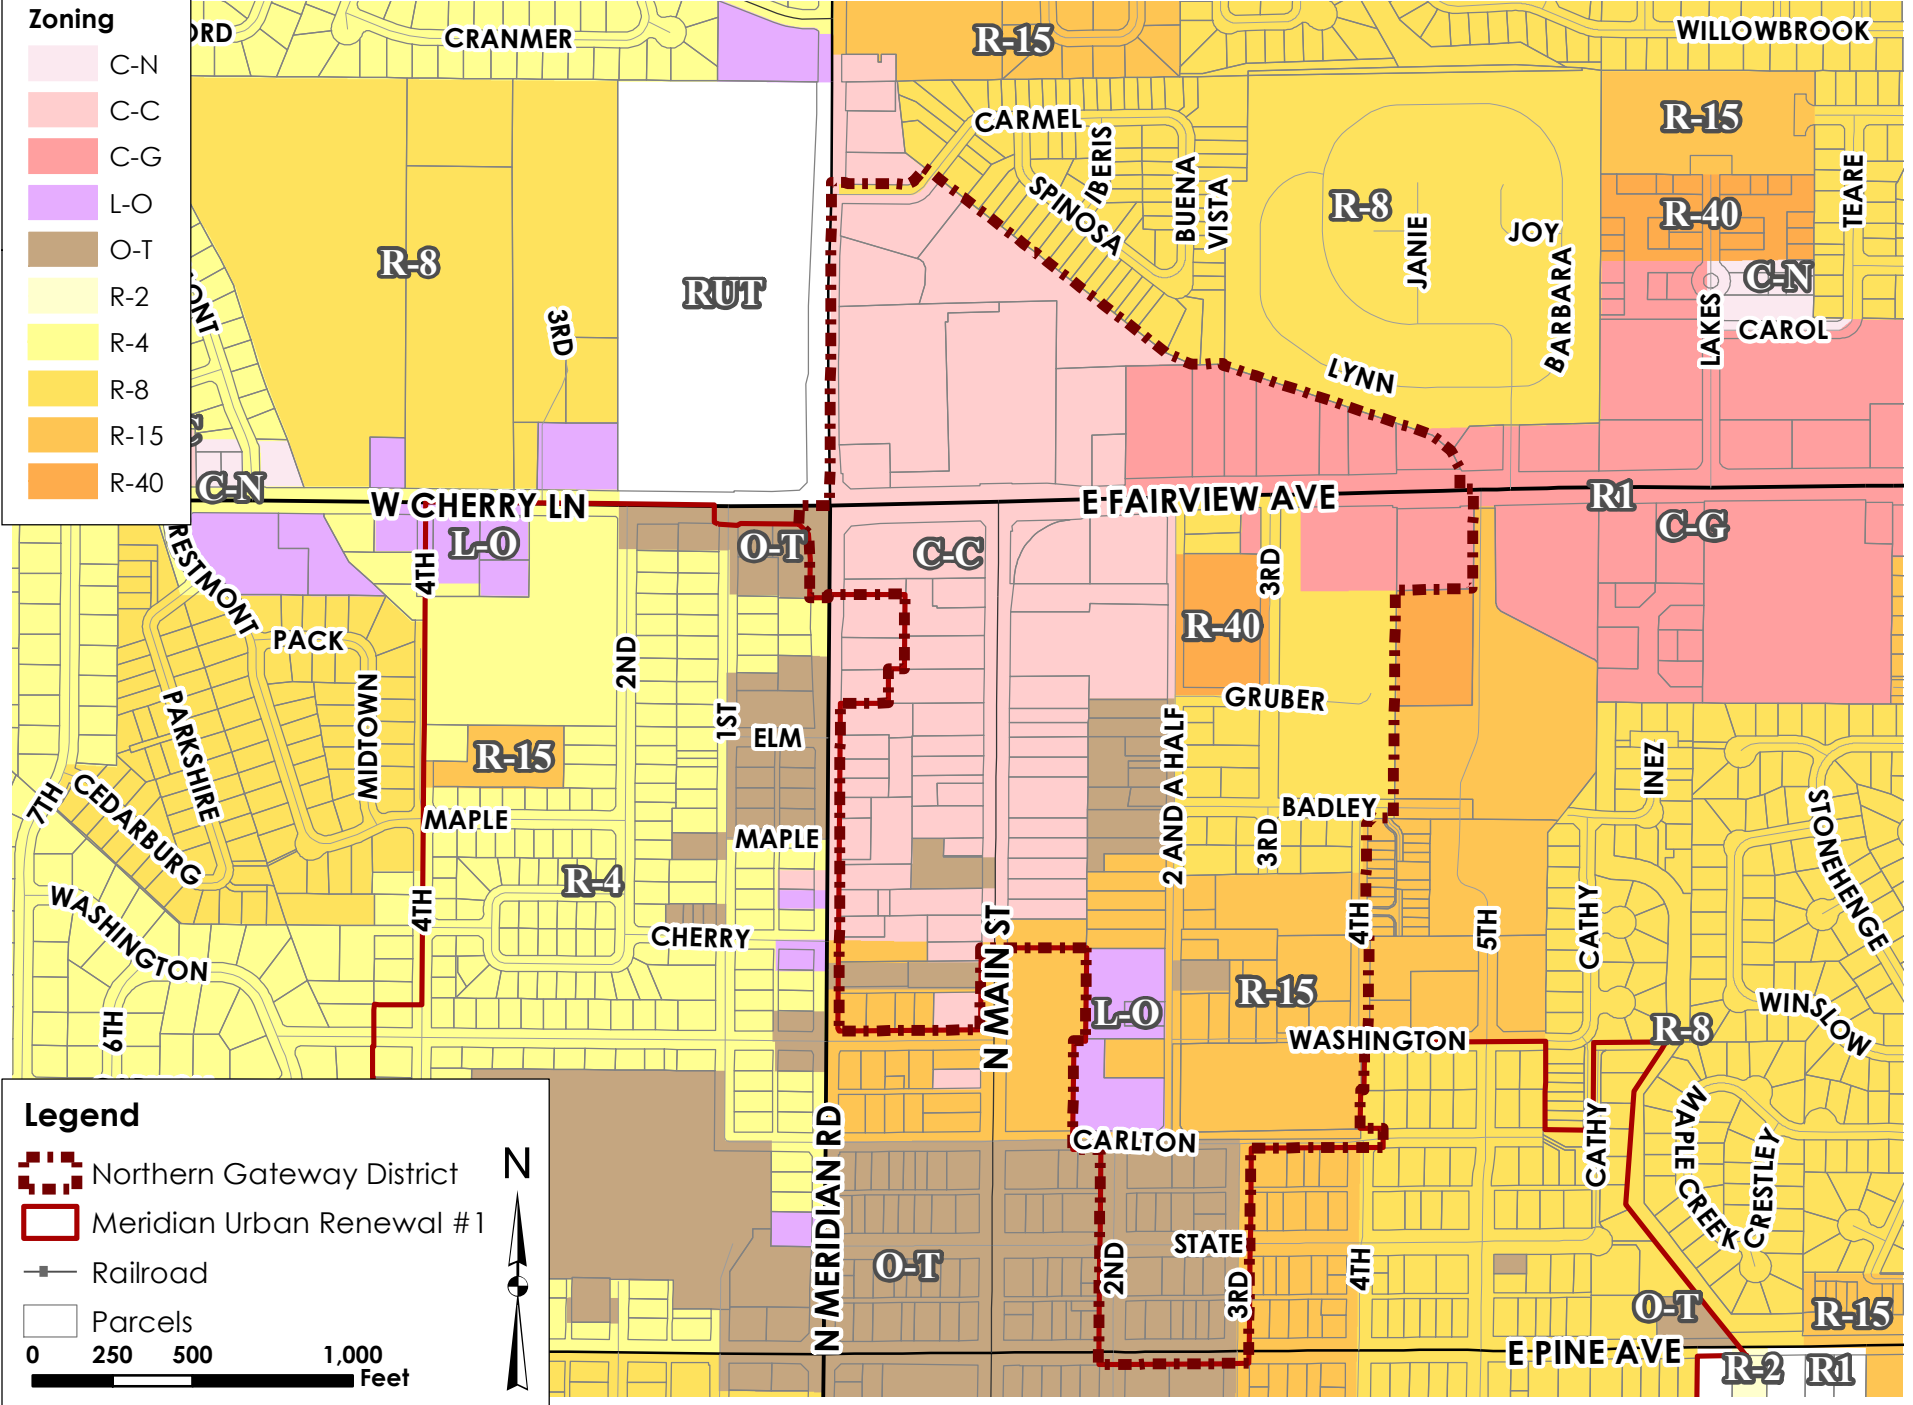 Zoning
C-N
C-C
C-G
L-O
O-T
R-2
R-4
R-8
R-15
R-40
ORD
CRANMER
R-15
WILLOWBROOK
CARMEL
IBERIS
SPINOSA
BUENA
VISTA
R-8
JANIE
JOY
BARBARA
LYNN
R-15
R-40
TEARE
C-N
LAKES
CAROL
R-8
3RD
RUT
ONT
C
C-N
W CHERRY LN
E FAIRVIEW AVE
R1
C-G
L-O
O-T
C-C
4TH
3RD
RESTMONT
PACK
2ND
R-40
GRUBER
MIDTOWN
PARKSHIRE
1ST
ELM
R-15
INEZ
7TH
CEDARBURG
MAPLE
MAPLE
2 AND A HALF
BADLEY
3RD
STONEHENGE
R-4
4TH
WASHINGTON
CHERRY
N MAIN ST
4TH
5TH
CATHY
R-15
L-O
6TH
WASHINGTON
R-8
WINSLOW
CARLTON
CATHY
MAPLE CREEK
CRESTLEY
N MERIDIAN RD
O-T
2ND
STATE
3RD
4TH
O-T
R-15
E PINE AVE
R-2
R1
Legend
Northern Gateway District
Meridian Urban Renewal #1
Railroad
Parcels
N
0 250 500 1,000
Feet